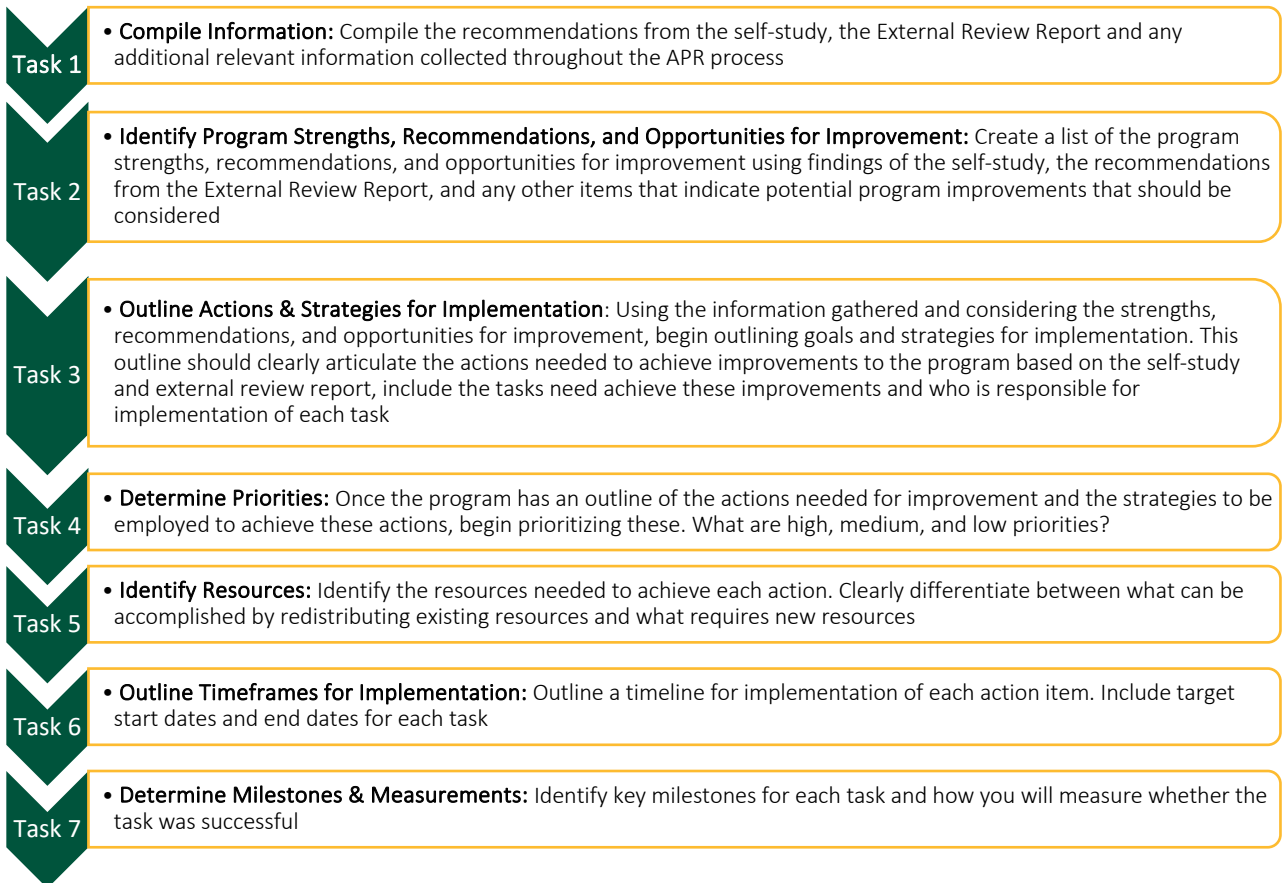 Task 1
• Compile Information: Compile the recommendations from the self-study, the External Review Report and any
additional relevant information collected throughout the APR process
Task 2
• Identify Program Strengths, Recommendations, and Opportunities for Improvement: Create a list of the program
strengths, recommendations, and opportunities for improvement using findings of the self-study, the recommendations
from the External Review Report, and any other items that indicate potential program improvements that should be
considered
Task 3
• Outline Actions & Strategies for Implementation: Using the information gathered and considering the strengths,
recommendations, and opportunities for improvement, begin outlining goals and strategies for implementation. This
outline should clearly articulate the actions needed to achieve improvements to the program based on the self-study
and external review report, include the tasks need achieve these improvements and who is responsible for
implementation of each task
Task 4
• Determine Priorities: Once the program has an outline of the actions needed for improvement and the strategies to be
employed to achieve these actions, begin prioritizing these. What are high, medium, and low priorities?
Task 5
• Identify Resources: Identify the resources needed to achieve each action. Clearly differentiate between what can be
accomplished by redistributing existing resources and what requires new resources
Task 6
• Outline Timeframes for Implementation: Outline a timeline for implementation of each action item. Include target
start dates and end dates for each task
Task 7
• Determine Milestones & Measurements: Identify key milestones for each task and how you will measure whether the
task was successful